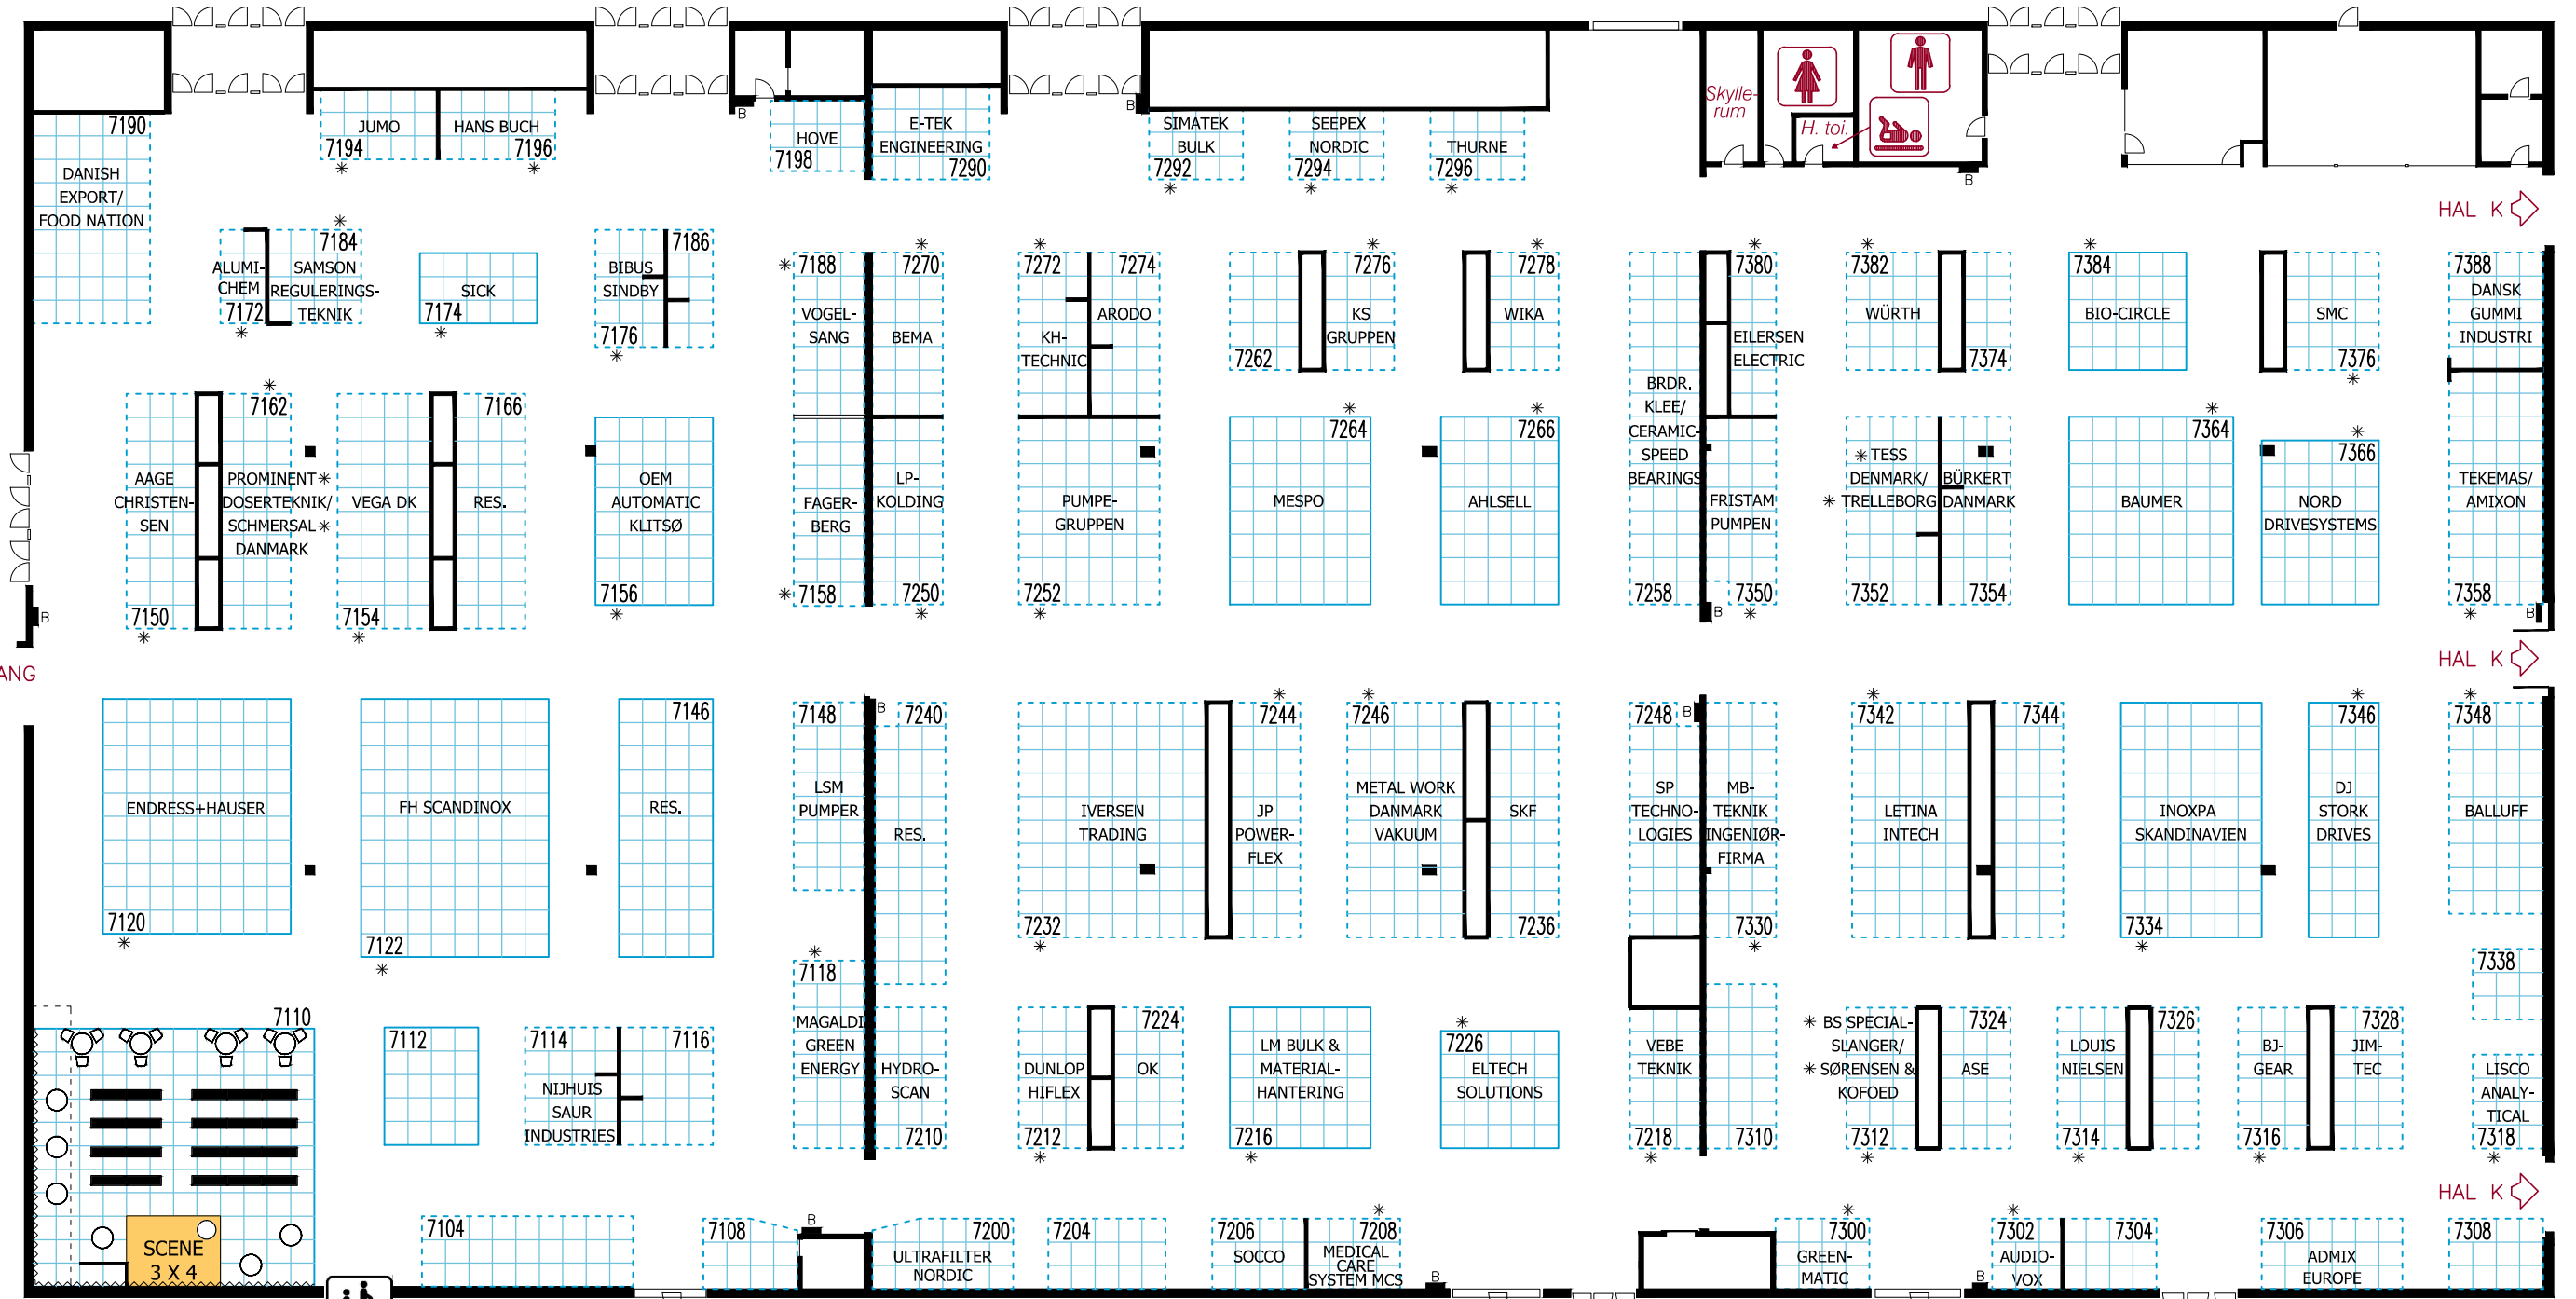 B
B
Skylle-
rum
H. toi.
B
7190
DANISH
EXPORT/
FOOD NATION
JUMO
7194
HANS BUCH
7196
HOVE
7198
E-TEK
ENGINEERING
7290
SIMATEK
BULK
7292
SEEPEX
NORDIC
7294
THURNE
7296
HAL K
ALUMI-
CHEM
7172
7184
SAMSON
REGULERINGS-
TEKNIK
SICK
7174
BIBUS
SINDBY
7176
7186
7188
VOGEL-
SANG
7270
BEMA
7272
KH-
TECHNIC
7274
ARODO
7262
7276
KS
GRUPPEN
7278
WIKA
BRDR.
KLEE/
CERAMIC-
SPEED
BEARINGS
7258
7380
EILERSEN
ELECTRIC
7382
WÜRTH
7374
7384
BIO-CIRCLE
SMC
7376
7388
DANSK
GUMMI
INDUSTRI
AAGE
CHRISTEN-
SEN
7150
7162
PROMINENT
DOSERTEKNIK/
SCHMERSAL
DANMARK
VEGA DK
7154
7166
RES.
OEM
AUTOMATIC
KLITSØ
7156
FAGER-
BERG
7158
LP-
KOLDING
7250
PUMPE-
GRUPPEN
7252
7264
MESPO
7266
AHLSELL
FRISTAM
PUMPEN
7350
B
TESS
DENMARK/
TRELLEBORG
7352
BÜRKERT
DANMARK
7354
7364
BAUMER
7366
NORD
DRIVESYSTEMS
TEKEMAS/
AMIXON
7358
B
B
ANG
HAL K
ENDRESS+HAUSER
7120
FH SCANDINOX
7122
7146
RES.
7148
LSM
PUMPER
B
7240
RES.
IVERSEN
TRADING
7232
7244
JP
POWER-
FLEX
7246
METAL WORK
DANMARK
VAKUUM
SKF
7236
7248
B
SP
TECHNO-
LOGIES
MB-
TEKNIK
INGENIØR-
FIRMA
7330
7342
LETINA
INTECH
7344
INOXPA
SKANDINAVIEN
7334
7346
DJ
STORK
DRIVES
7348
BALLUFF
7338
7110
SCENE
3 X 4
7112
7114
NIJHUIS
SAUR
INDUSTRIES
7116
7118
MAGALDI
GREEN
ENERGY
HYDRO-
SCAN
7210
DUNLOP
HIFLEX
7212
7224
OK
LM BULK &
MATERIAL-
HANTERING
7216
7226
ELTECH
SOLUTIONS
VEBE
TEKNIK
7218
7310
BS SPECIAL-
SLANGER/
SØRENSEN &
KOFOED
7312
7324
ASE
LOUIS
NIELSEN
7314
7326
BJ-
GEAR
7316
7328
JIM-
TEC
LISCO
ANALY-
TICAL
7318
HAL K
7104
7108
B
7200
ULTRAFILTER
NORDIC
7204
7206
SOCCO
7208
MEDICAL
CARE
SYSTEM MCS
B
7300
GREEN-
MATIC
B
7302
AUDIO-
VOX
7304
7306
ADMIX
EUROPE
7308